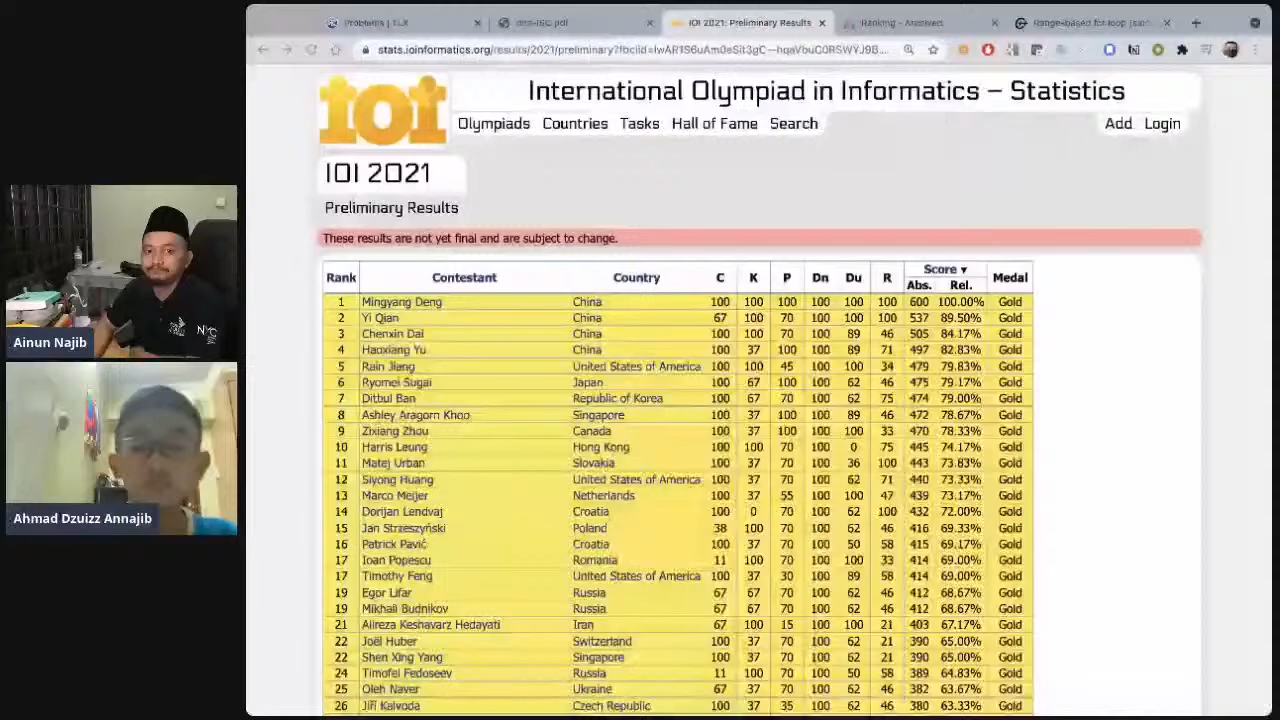 Problems | TLX
IOI 2021: Preliminary Results
Range-based for loop
stats.ioinformatics.org/results/2021/preliminary?fbclid=IwAR1S6uAm0eSit3gC—hqaVbuC0RSWYJ9B...
ioi
International Olympiad in Informatics – Statistics
Olympiads Countries Tasks Hall of Fame Search Add Login
IOI 2021
Preliminary Results
These results are not yet final and are subject to change.
Rank Contestant Country C K P Dn Du R Score ▼ Abs. Rel. Medal
1 Mingyang Deng China 100 100 100 100 100 100 600 100.00% Gold
2 Yi Qian China 67 100 70 100 100 100 537 89.50% Gold
3 Chenxin Dai China 100 100 70 100 89 46 505 84.17% Gold
4 Haoxiang Yu China 100 37 100 100 89 71 497 82.83% Gold
5 Rain Jiang United States of America 100 100 45 100 100 34 479 79.83% Gold
6 Ryomei Sugai Japan 100 67 100 100 62 46 475 79.17% Gold
7 Ditbul Ban Republic of Korea 100 67 70 100 62 75 474 79.00% Gold
8 Ashley Aragorn Khoo Singapore 100 37 100 100 89 46 472 78.67% Gold
9 Zixiang Zhou Canada 100 37 100 100 100 33 470 78.33% Gold
10 Harris Leung Hong Kong 100 100 70 100 0 75 445 74.17% Gold
11 Matej Urban Slovakia 100 37 70 100 36 100 443 73.83% Gold
12 Siyong Huang United States of America 100 37 70 100 62 71 440 73.33% Gold
13 Marco Meijer Netherlands 100 37 55 100 100 47 439 73.17% Gold
14 Dorijan Lendvaj Croatia 100 0 70 100 62 100 432 72.00% Gold
15 Jan Strzeszyński Poland 38 100 70 100 62 46 416 69.33% Gold
16 Patrick Pavić Croatia 100 37 70 100 50 58 415 69.17% Gold
17 Ioan Popescu Romania 11 100 70 100 100 33 414 69.00% Gold
17 Timothy Feng United States of America 100 37 30 100 89 58 414 69.00% Gold
19 Egor Lifar Russia 67 67 70 100 62 46 412 68.67% Gold
19 Mikhail Budnikov Russia 67 67 70 100 62 46 412 68.67% Gold
21 Alireza Keshavarz Hedayati Iran 67 100 15 100 100 21 403 67.17% Gold
22 Joël Huber Switzerland 100 37 70 100 62 21 390 65.00% Gold
22 Shen Xing Yang Singapore 100 37 70 100 62 21 390 65.00% Gold
24 Timofei Fedoseev Russia 11 100 70 100 50 58 389 64.83% Gold
25 Oleh Naver Ukraine 67 37 70 100 62 46 382 63.67% Gold
26 Jiří Kalvoda Czech Republic 100 37 35 100 62 46 380 63.33% Gold
Ainun Najib
Ahmad Dzuizz Annajib